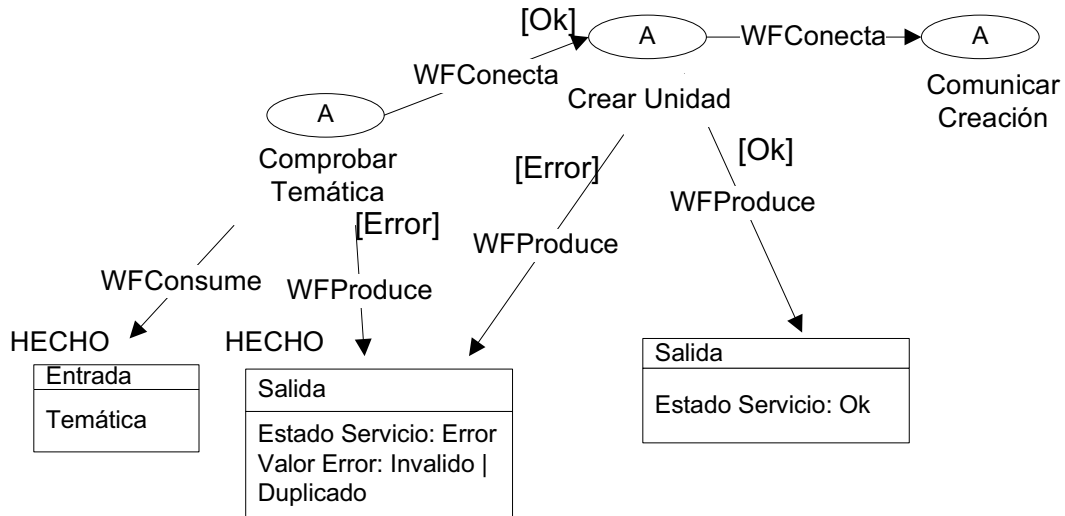 [Ok]
A
WFConecta
A
WFConecta
Crear Unidad
Comunicar
Creación
A
Comprobar
Temática
[Error]
[Ok]
[Error]
WFProduce
WFProduce
WFConsume
WFProduce
HECHO
HECHO
Entrada
Temática
Salida
Estado Servicio: Error
Valor Error: Invalido |
Duplicado
Salida
Estado Servicio: Ok